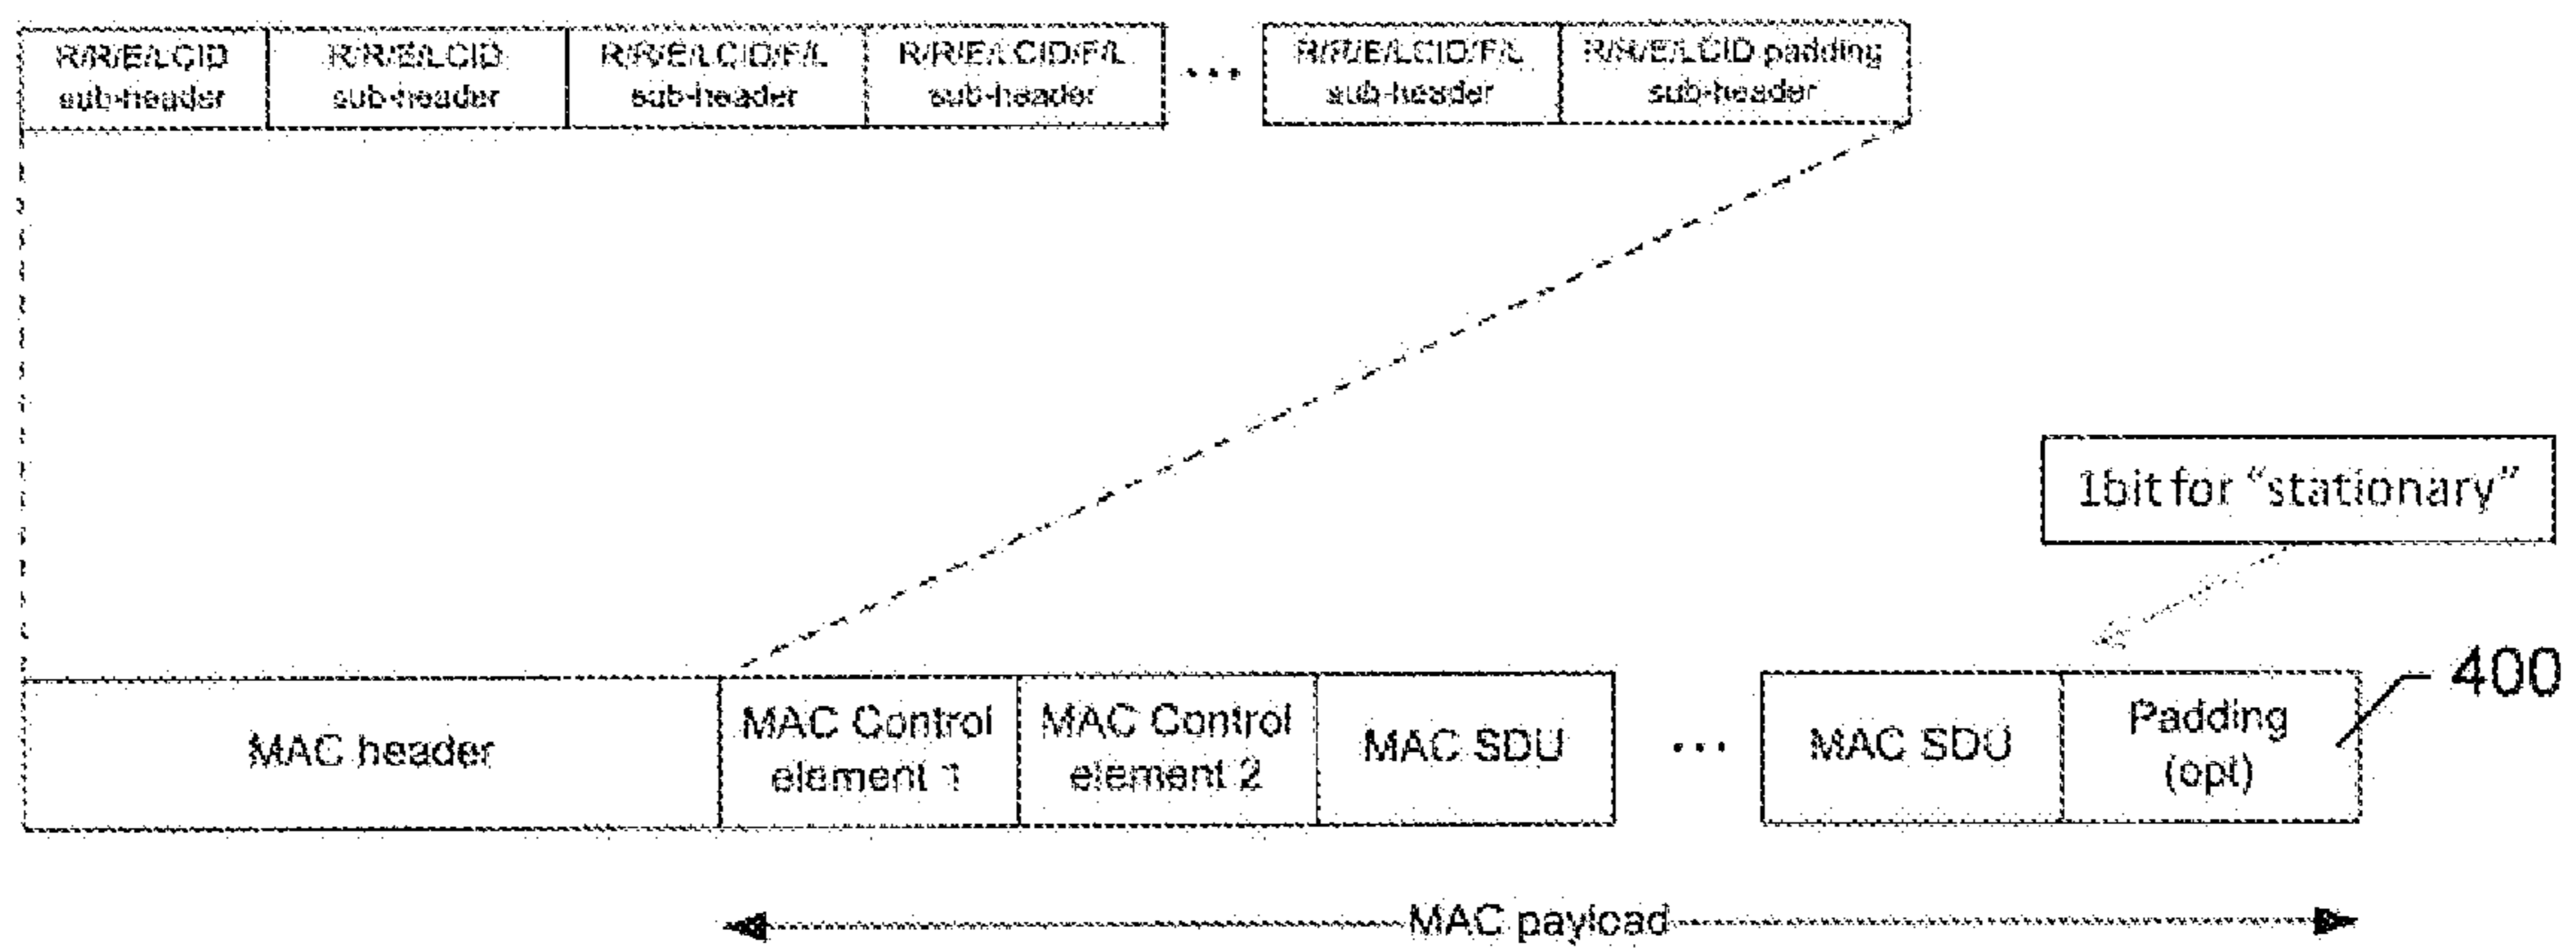 R/R/E/LCID
sub-header
R/R/E/LCID
sub-header
R/R/E/LCID/F/L
sub-header
R/R/E/LCID/F/L
sub-header
...
R/R/E/LCID/F/L
sub-header
R/R/E/LCID padding
sub-header
1bit for “stationary”
400
MAC header
MAC Control
element 1
MAC Control
element 2
MAC SDU
...
MAC SDU
Padding
(opt)
MAC payload